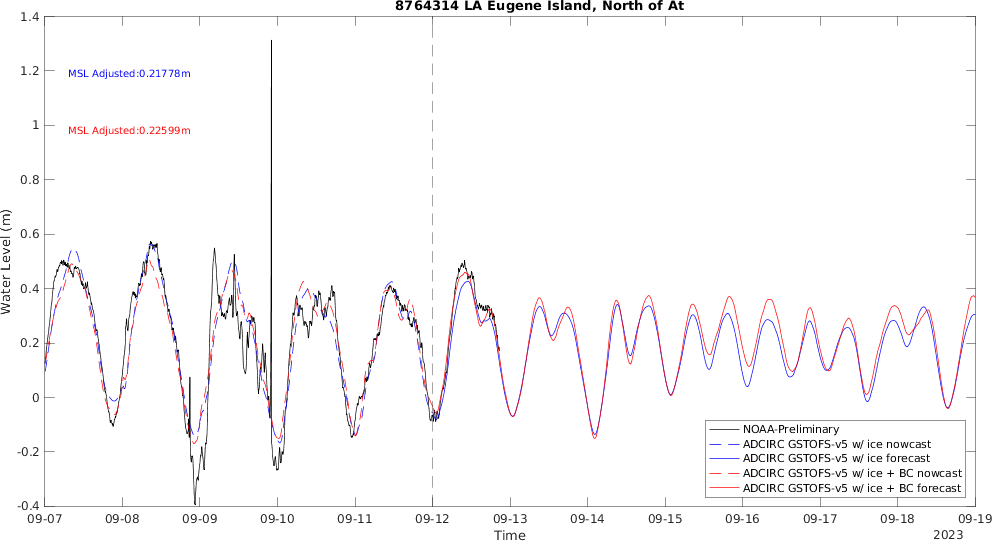 8764314 LA Eugene Island, North of At
1.4
1.2
1
0.8
0.6
0.4
0.2
0
-0.2
-0.4
Water Level (m)
MSL Adjusted:0.21778m
MSL Adjusted:0.22599m
NOAA-Preliminary
ADCIRC GSTOFS-v5 w/ ice nowcast
ADCIRC GSTOFS-v5 w/ ice forecast
ADCIRC GSTOFS-v5 w/ ice + BC nowcast
ADCIRC GSTOFS-v5 w/ ice + BC forecast
09-07 09-08 09-09 09-10 09-11 09-12 09-13 09-14 09-15 09-16 09-17 09-18 09-19
Time
2023